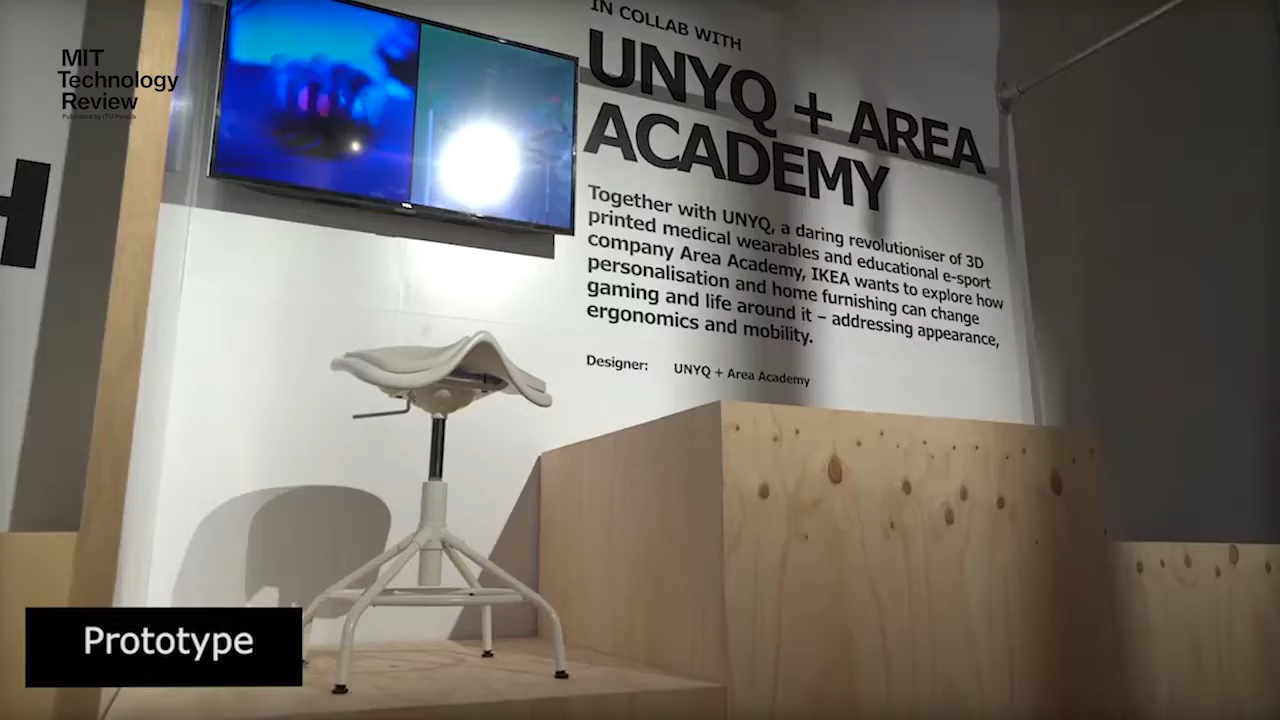 MIT
Technology
Review
IN COLLAB WITH
UNYQ + AREA
ACADEMY
Together with UNYQ, a daring revolutioniser of 3D
printed medical wearables and educational e-sport
company Area Academy, IKEA wants to explore how
personalisation and home furnishing can change
gaming and life around it – addressing appearance,
ergonomics and mobility.
Designer: UNYQ + Area Academy
H
Prototype